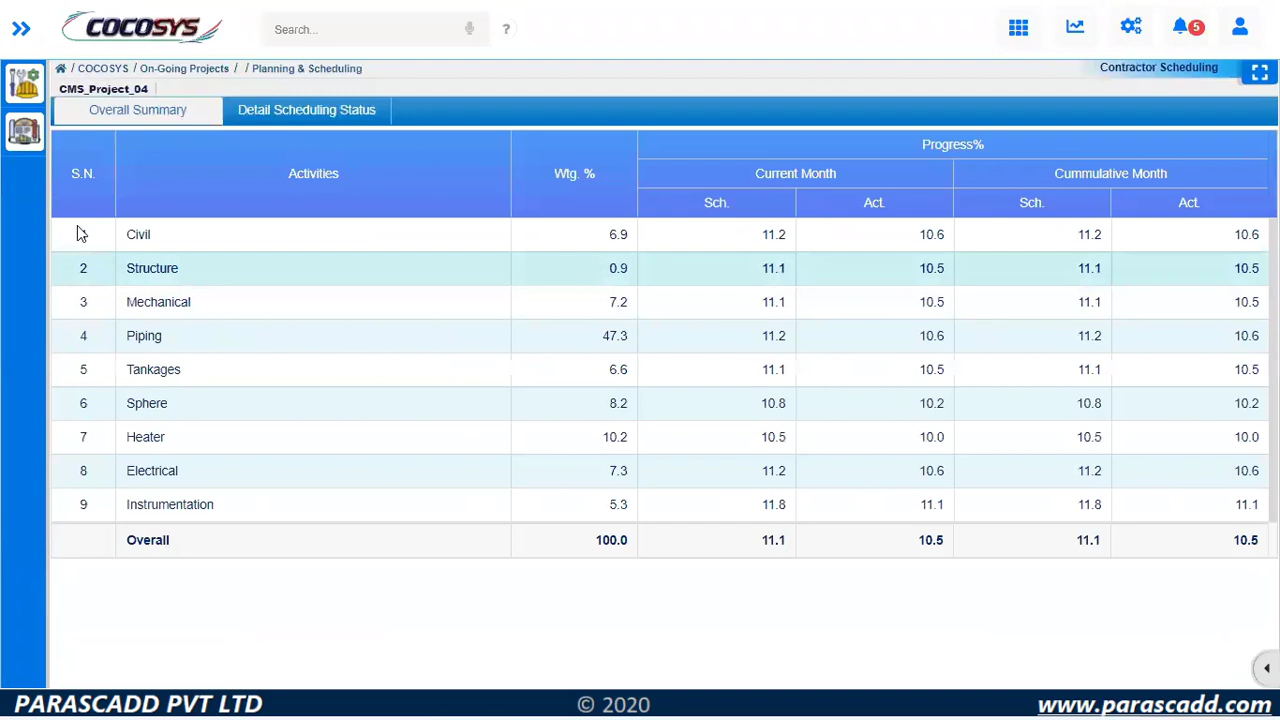 COCOSYS
Search...
?
5
COCOSYS / On-Going Projects / / Planning & Scheduling
Contractor Scheduling
CMS_Project_04
Overall Summary
Detail Scheduling Status
S.N. Activities Wtg. % Progress%
Current Month Cummulative Month
Sch. Act. Sch. Act.
Civil 6.9 11.2 10.6 11.2 10.6
2 Structure 0.9 11.1 10.5 11.1 10.5
3 Mechanical 7.2 11.1 10.5 11.1 10.5
4 Piping 47.3 11.2 10.6 11.2 10.6
5 Tankages 6.6 11.1 10.5 11.1 10.5
6 Sphere 8.2 10.8 10.2 10.8 10.2
7 Heater 10.2 10.5 10.0 10.5 10.0
8 Electrical 7.3 11.2 10.6 11.2 10.6
9 Instrumentation 5.3 11.8 11.1 11.8 11.1
Overall 100.0 11.1 10.5 11.1 10.5
PARASCADD PVT LTD
© 2020
www.parascadd.com